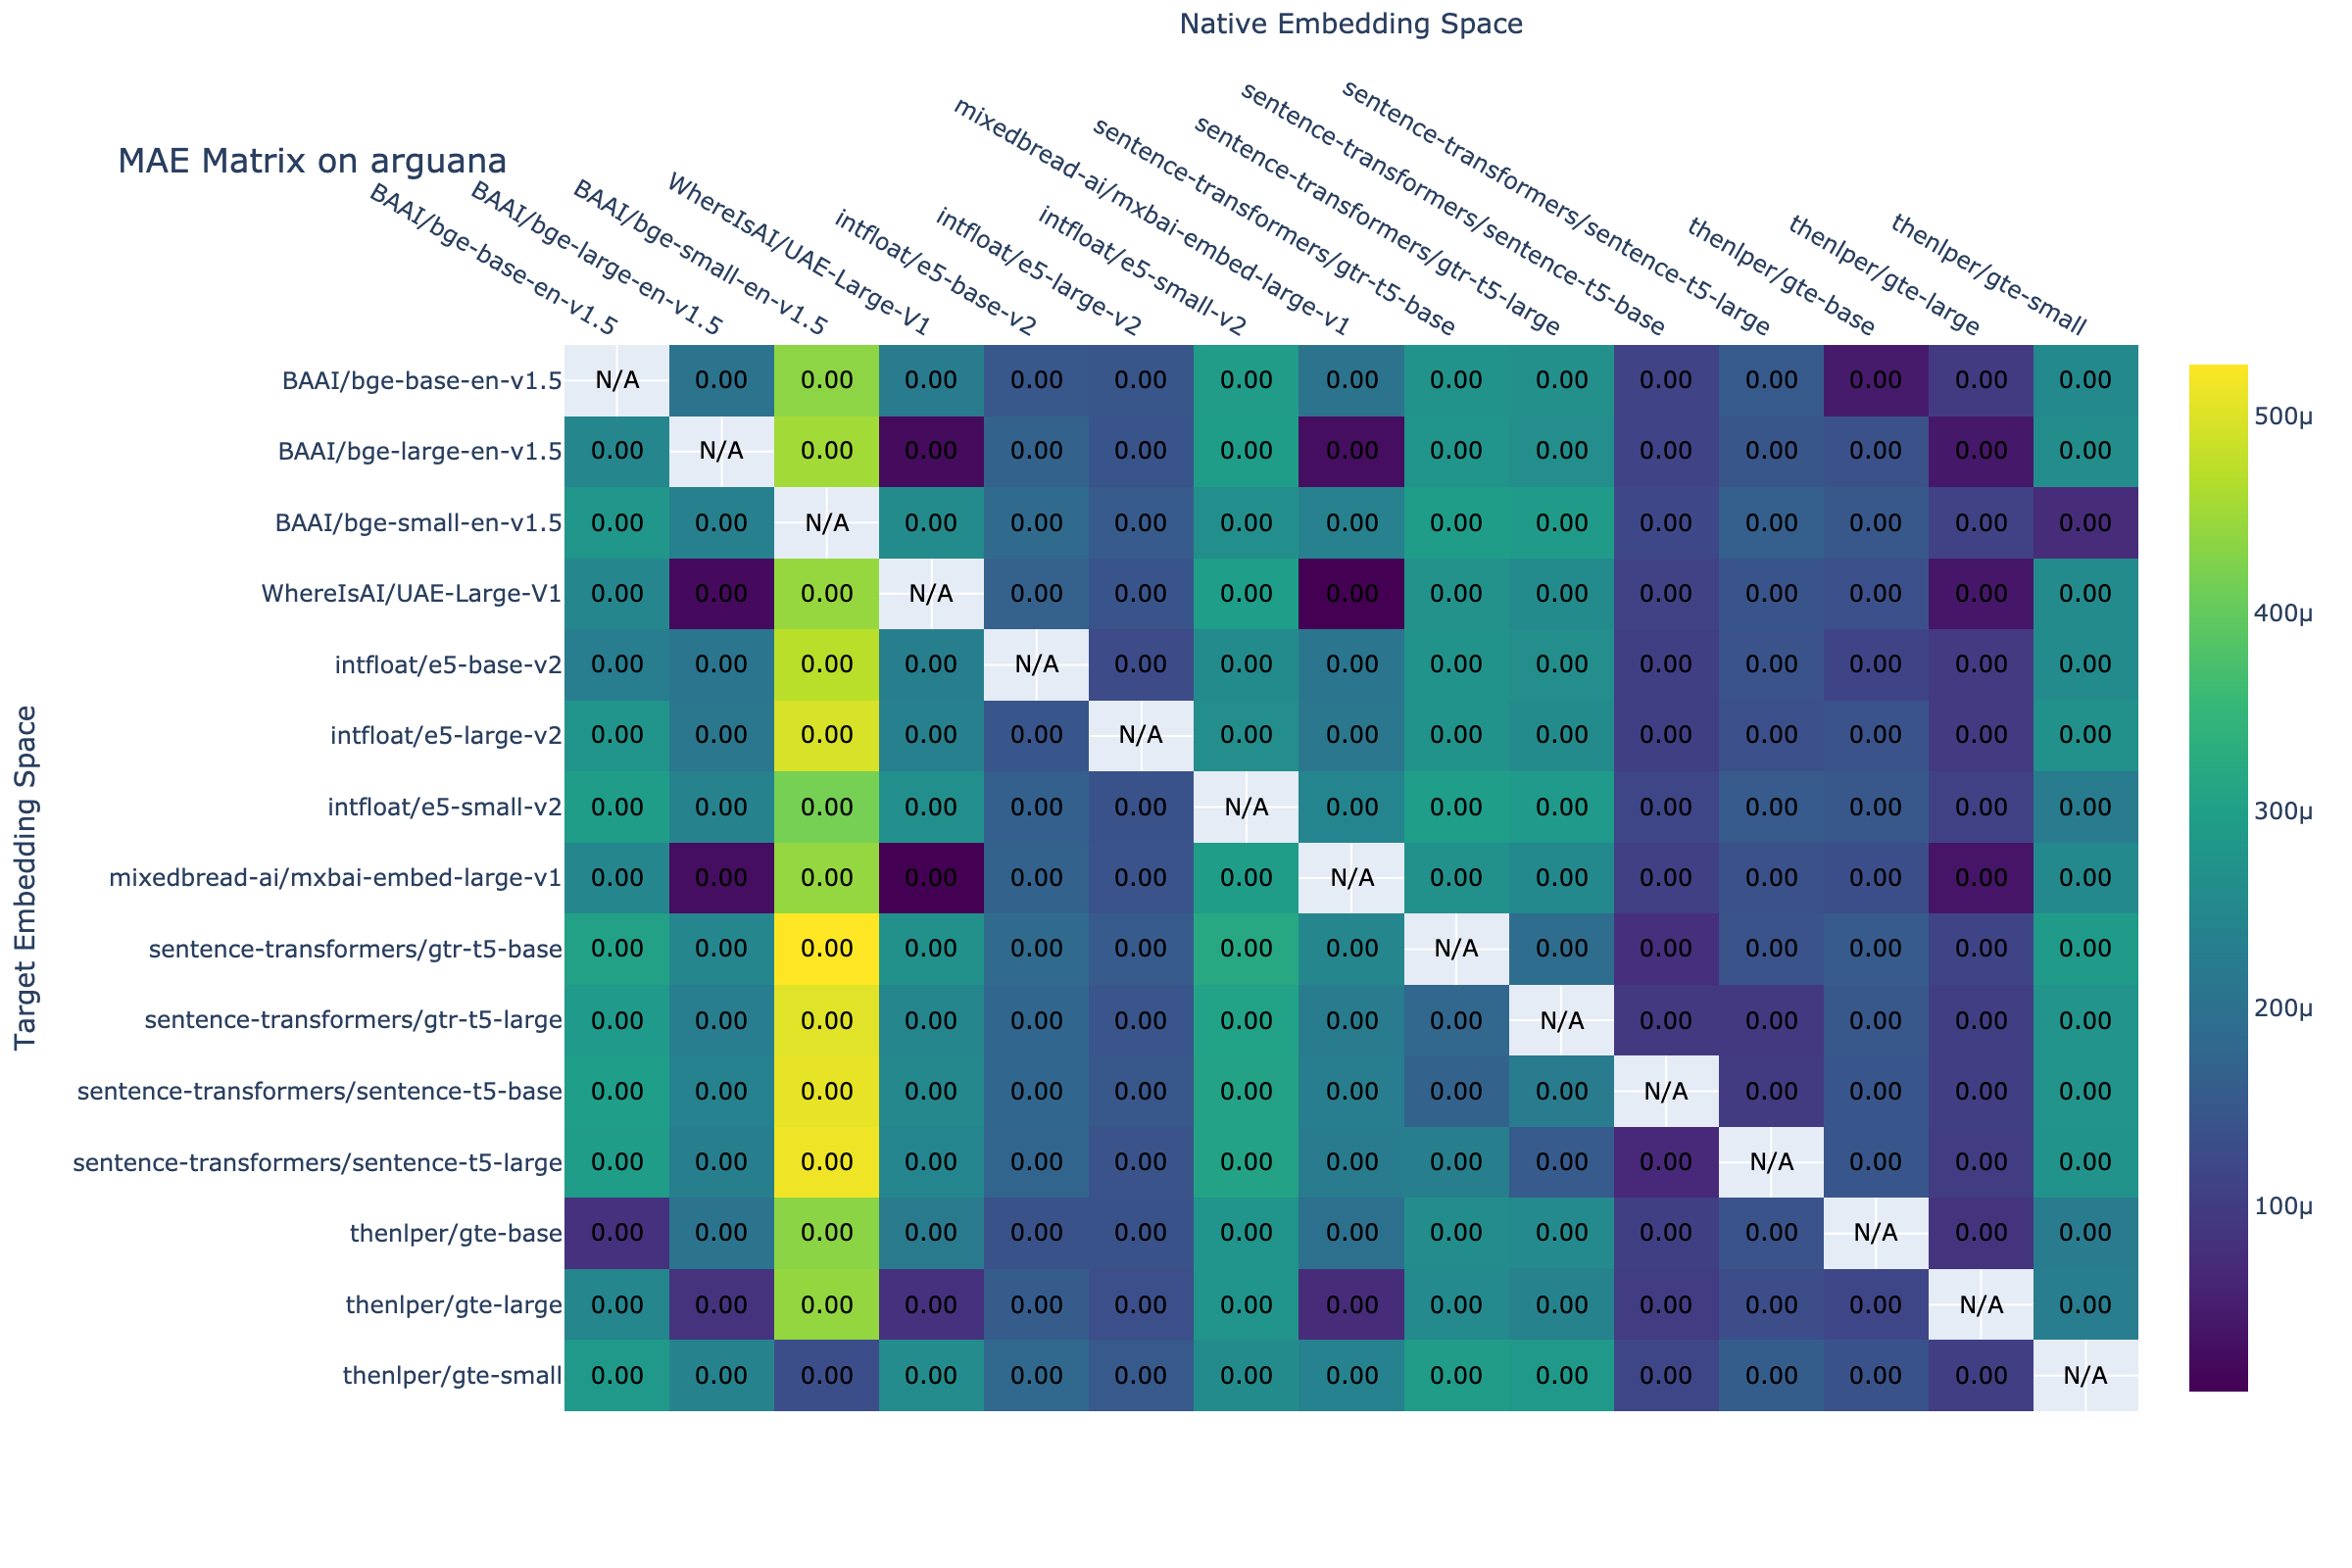 Native Embedding Space
MAE Matrix on arguana
BAAI/bge-base-en-v1.5
BAAI/bge-large-en-v1.5
BAAI/bge-small-en-v1.5
WhereIsAI/UAE-Large-V1
intfloat/e5-base-v2
intfloat/e5-large-v2
intfloat/e5-small-v2
mixedbread-ai/mxbai-embed-large-v1
sentence-transformers/gtr-t5-base
sentence-transformers/gtr-t5-large
sentence-transformers/sentence-t5-base
sentence-transformers/sentence-t5-large
thenlper/gte-base
thenlper/gte-large
thenlper/gte-small
Target Embedding Space
BAAI/bge-base-en-v1.5 N/A 0.00 0.00 0.00 0.00 0.00 0.00 0.00 0.00 0.00 0.00 0.00 0.00 0.00 0.00
BAAI/bge-large-en-v1.5 0.00 N/A 0.00 0.00 0.00 0.00 0.00 0.00 0.00 0.00 0.00 0.00 0.00 0.00 0.00
BAAI/bge-small-en-v1.5 0.00 0.00 N/A 0.00 0.00 0.00 0.00 0.00 0.00 0.00 0.00 0.00 0.00 0.00 0.00
WhereIsAI/UAE-Large-V1 0.00 0.00 0.00 N/A 0.00 0.00 0.00 0.00 0.00 0.00 0.00 0.00 0.00 0.00 0.00
intfloat/e5-base-v2 0.00 0.00 0.00 0.00 N/A 0.00 0.00 0.00 0.00 0.00 0.00 0.00 0.00 0.00 0.00
intfloat/e5-large-v2 0.00 0.00 0.00 0.00 0.00 N/A 0.00 0.00 0.00 0.00 0.00 0.00 0.00 0.00 0.00
intfloat/e5-small-v2 0.00 0.00 0.00 0.00 0.00 0.00 N/A 0.00 0.00 0.00 0.00 0.00 0.00 0.00 0.00
mixedbread-ai/mxbai-embed-large-v1 0.00 0.00 0.00 0.00 0.00 0.00 0.00 N/A 0.00 0.00 0.00 0.00 0.00 0.00 0.00
sentence-transformers/gtr-t5-base 0.00 0.00 0.00 0.00 0.00 0.00 0.00 0.00 N/A 0.00 0.00 0.00 0.00 0.00 0.00
sentence-transformers/gtr-t5-large 0.00 0.00 0.00 0.00 0.00 0.00 0.00 0.00 0.00 N/A 0.00 0.00 0.00 0.00 0.00
sentence-transformers/sentence-t5-base 0.00 0.00 0.00 0.00 0.00 0.00 0.00 0.00 0.00 0.00 N/A 0.00 0.00 0.00 0.00
sentence-transformers/sentence-t5-large 0.00 0.00 0.00 0.00 0.00 0.00 0.00 0.00 0.00 0.00 0.00 N/A 0.00 0.00 0.00
thenlper/gte-base 0.00 0.00 0.00 0.00 0.00 0.00 0.00 0.00 0.00 0.00 0.00 0.00 N/A 0.00 0.00
thenlper/gte-large 0.00 0.00 0.00 0.00 0.00 0.00 0.00 0.00 0.00 0.00 0.00 0.00 0.00 N/A 0.00
thenlper/gte-small 0.00 0.00 0.00 0.00 0.00 0.00 0.00 0.00 0.00 0.00 0.00 0.00 0.00 0.00 N/A
500μ
400μ
300μ
200μ
100μ